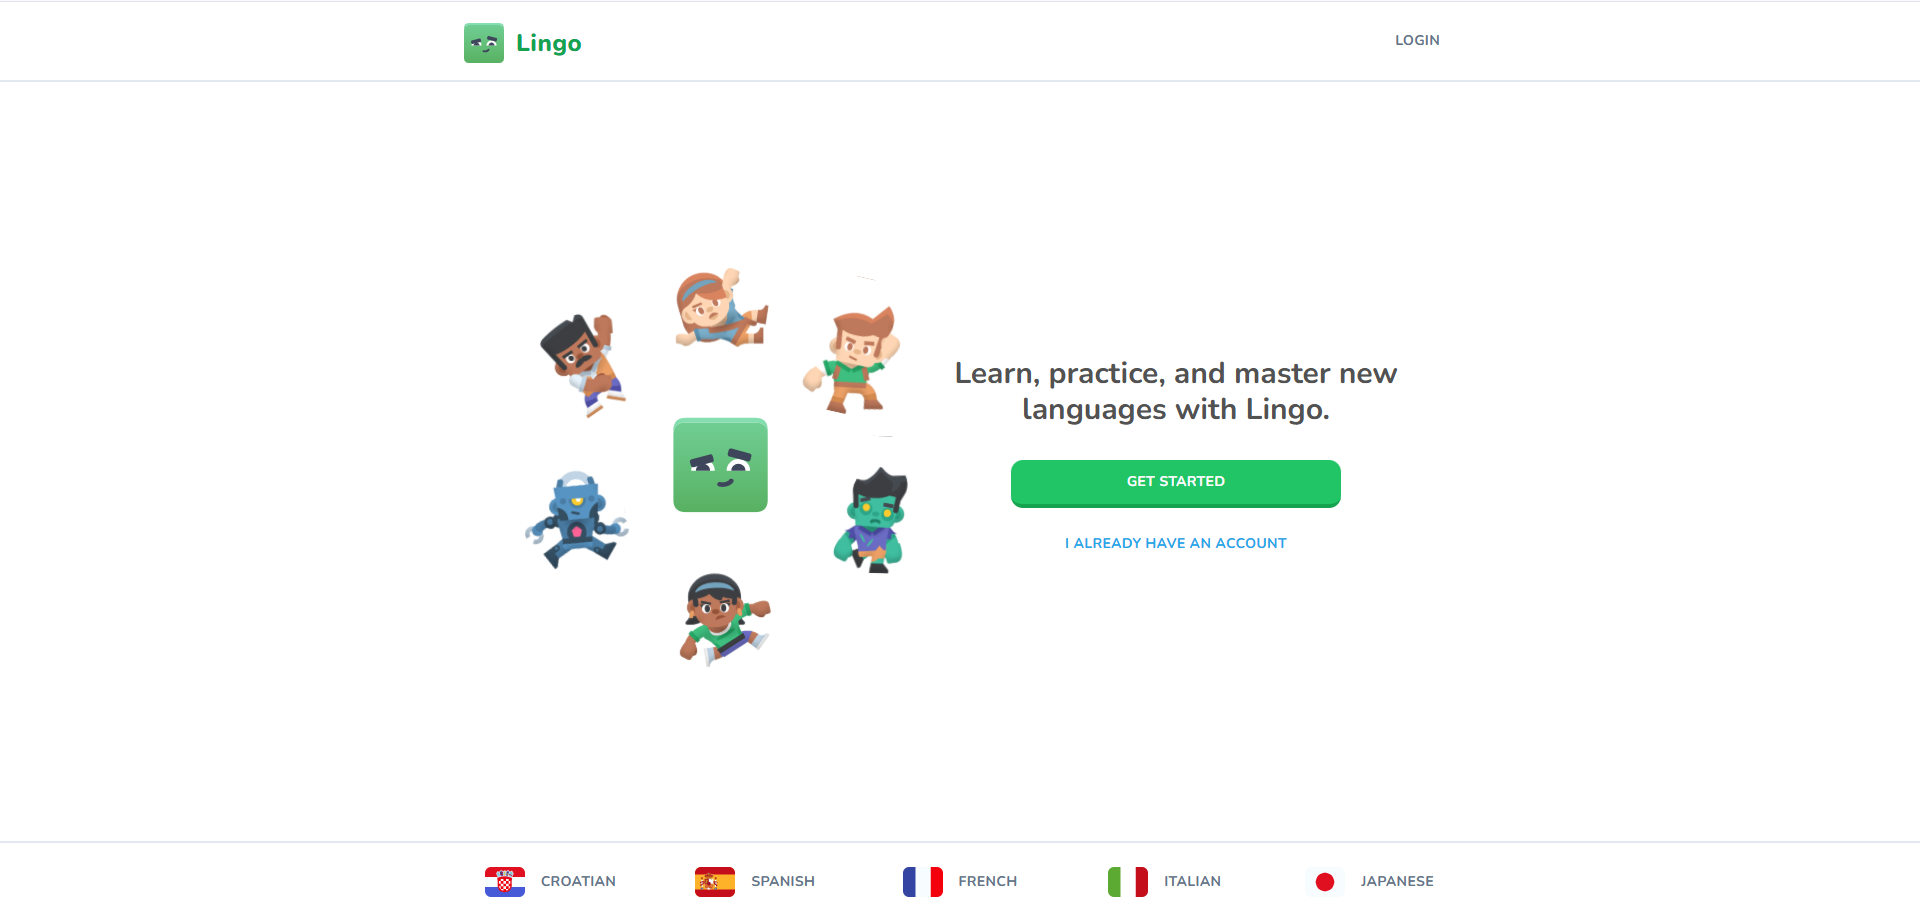 Lingo
LOGIN
Learn, practice, and master new
languages with Lingo.
GET STARTED
I ALREADY HAVE AN ACCOUNT
CROATIAN
SPANISH
FRENCH
ITALIAN
JAPANESE